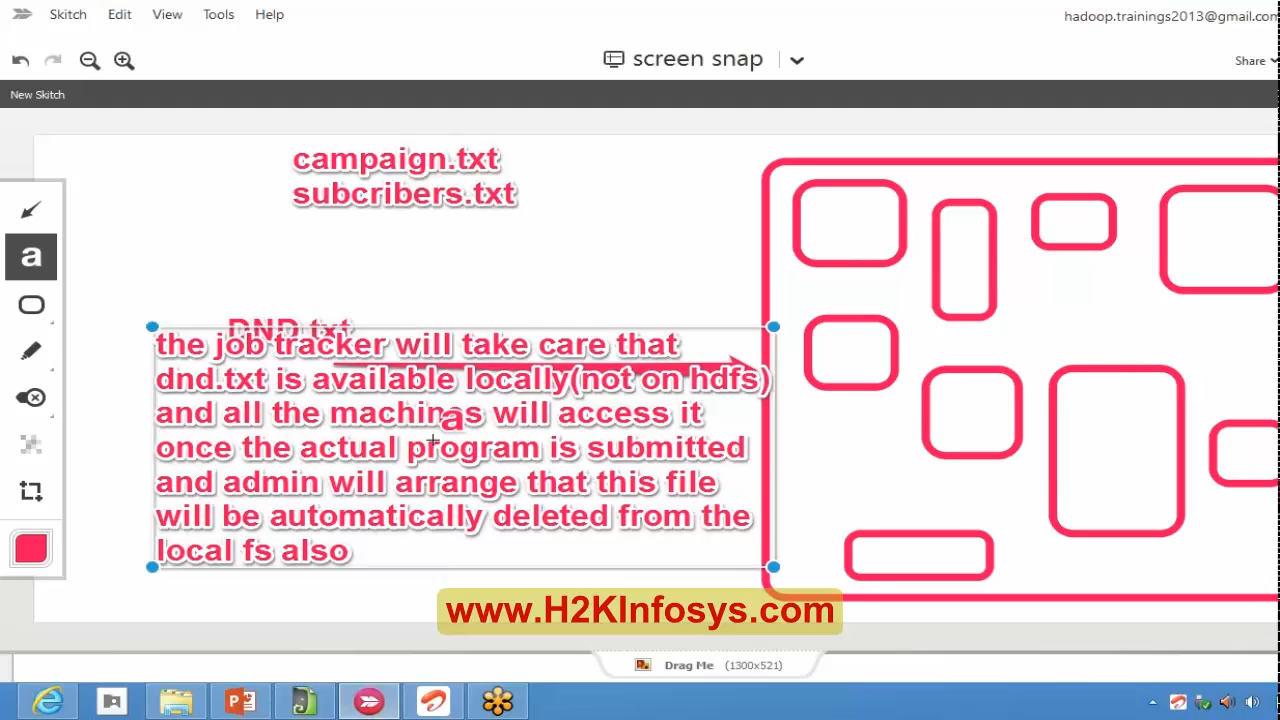 Skitch Edit View Tools Help hadoop.trainings2013@gmail.com
screen snap Share
New Skitch
campaign.txt
subcribers.txt
DND.txt
the job tracker will take care that
dnd.txt is available locally(not on hdfs)
and all the machines will access it
a
once the actual program is submitted
and admin will arrange that this file
will be automatically deleted from the
local fs also
www.H2KInfosys.com
Drag Me (1300x521)